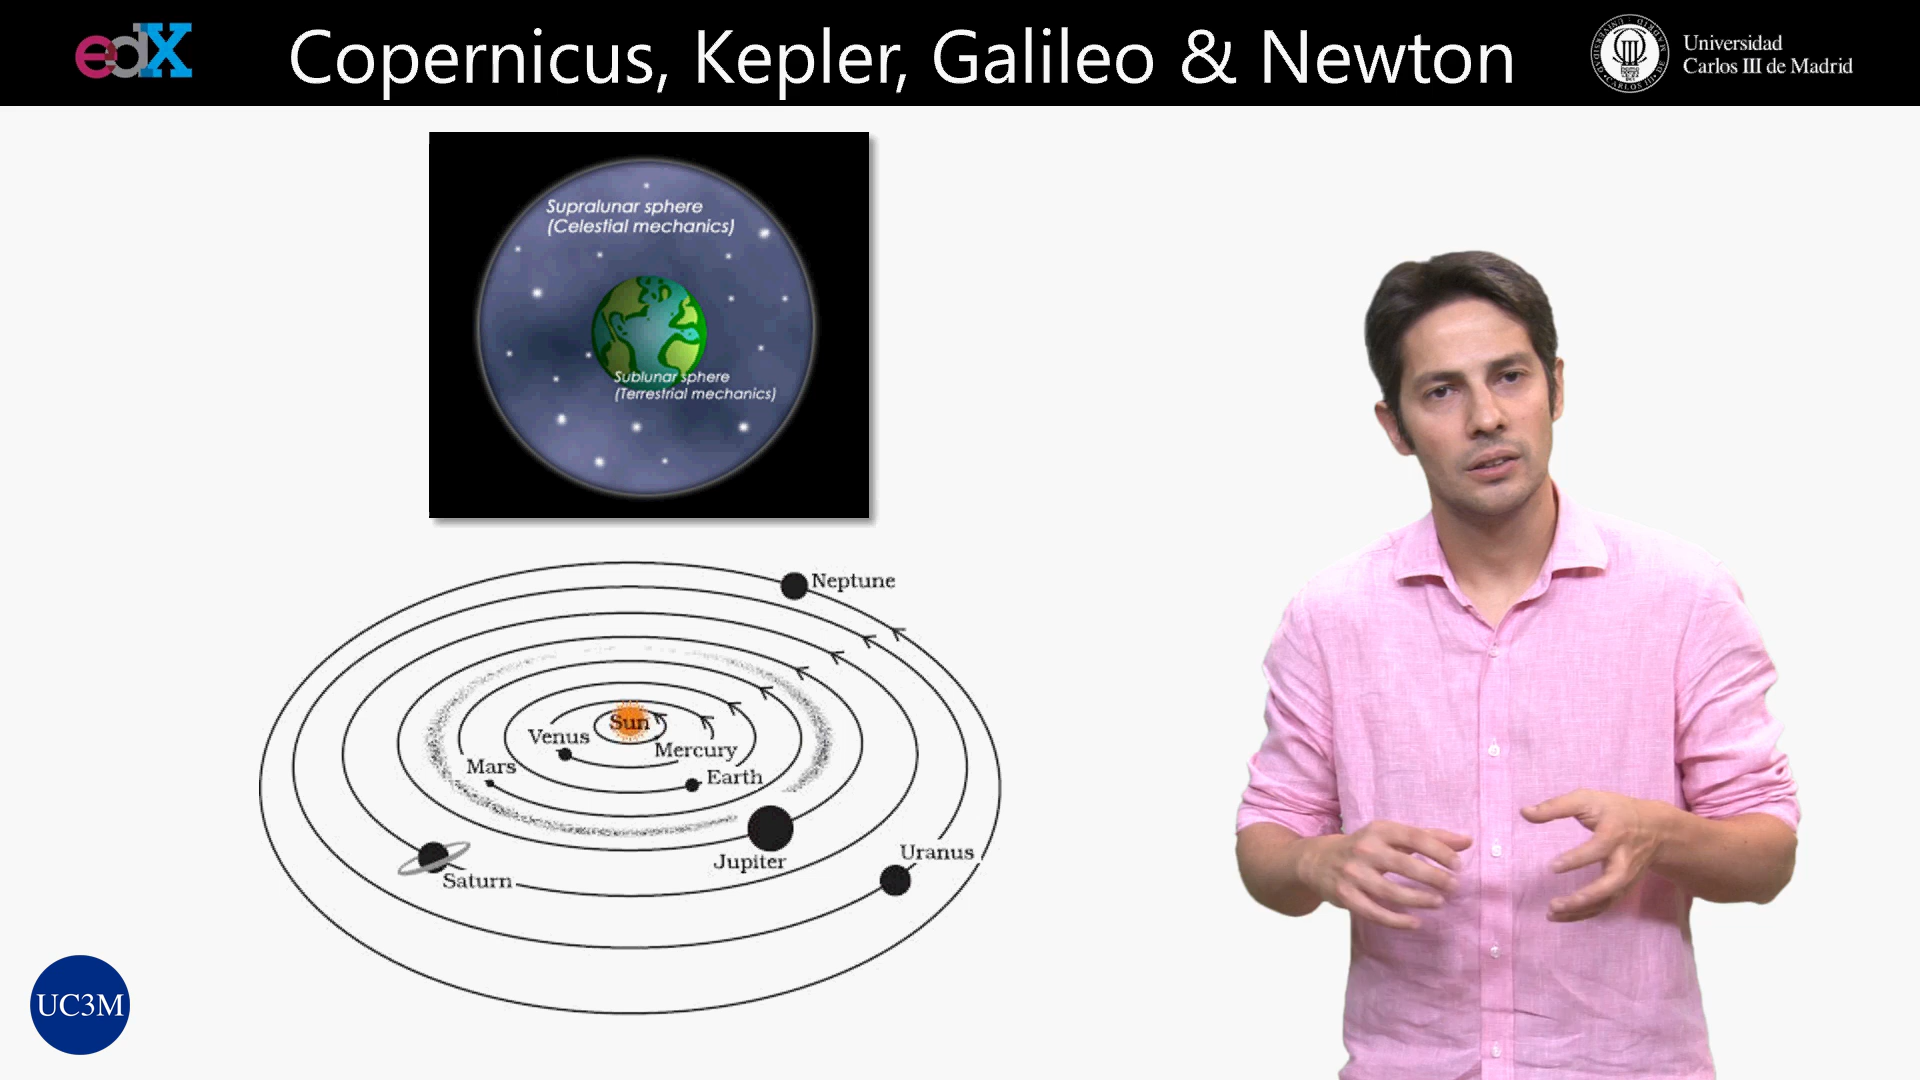 edX
Copernicus, Kepler, Galileo & Newton
Universidad
Carlos III de Madrid
Supralunar sphere
(Celestial mechanics)
Sublunar sphere
(Terrestrial mechanics)
Neptune
Sun
Venus
Mercury
Mars
Earth
Jupiter
Uranus
Saturn
UC3M